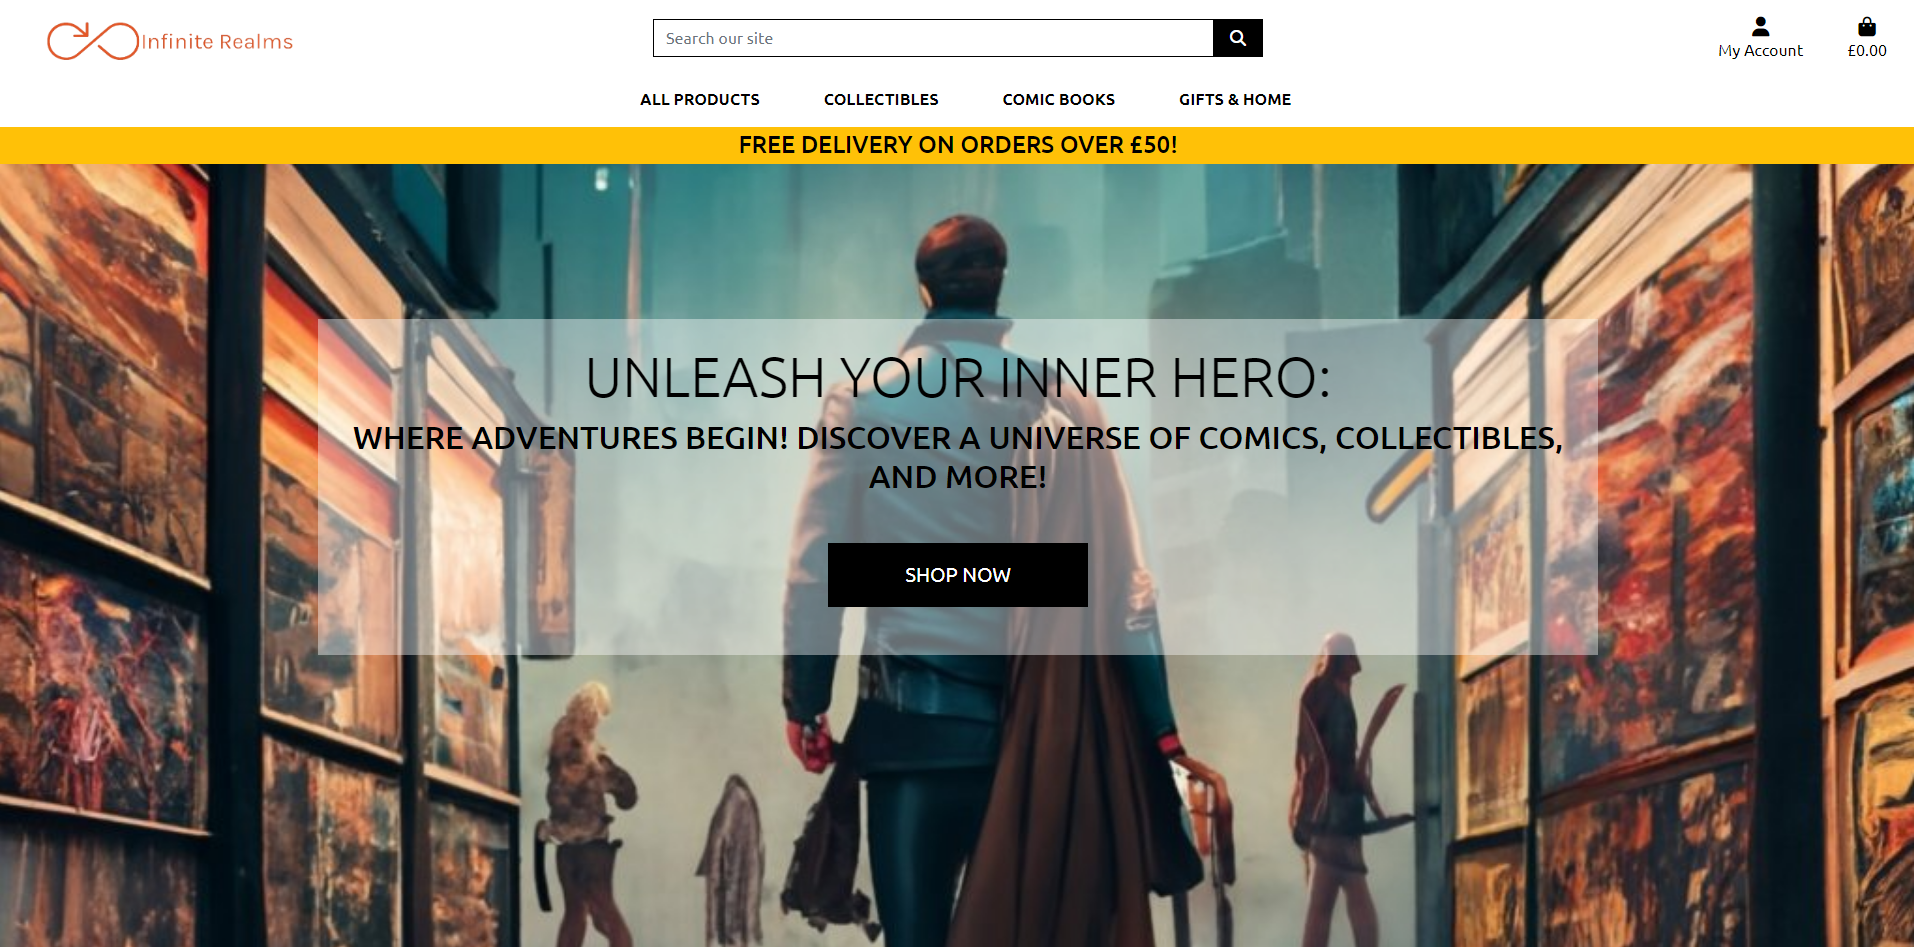 Infinite Realms
Search our site
My Account
£0.00
ALL PRODUCTS
COLLECTIBLES
COMIC BOOKS
GIFTS & HOME
FREE DELIVERY ON ORDERS OVER £50!
UNLEASH YOUR INNER HERO:
WHERE ADVENTURES BEGIN! DISCOVER A UNIVERSE OF COMICS, COLLECTIBLES,
AND MORE!
SHOP NOW